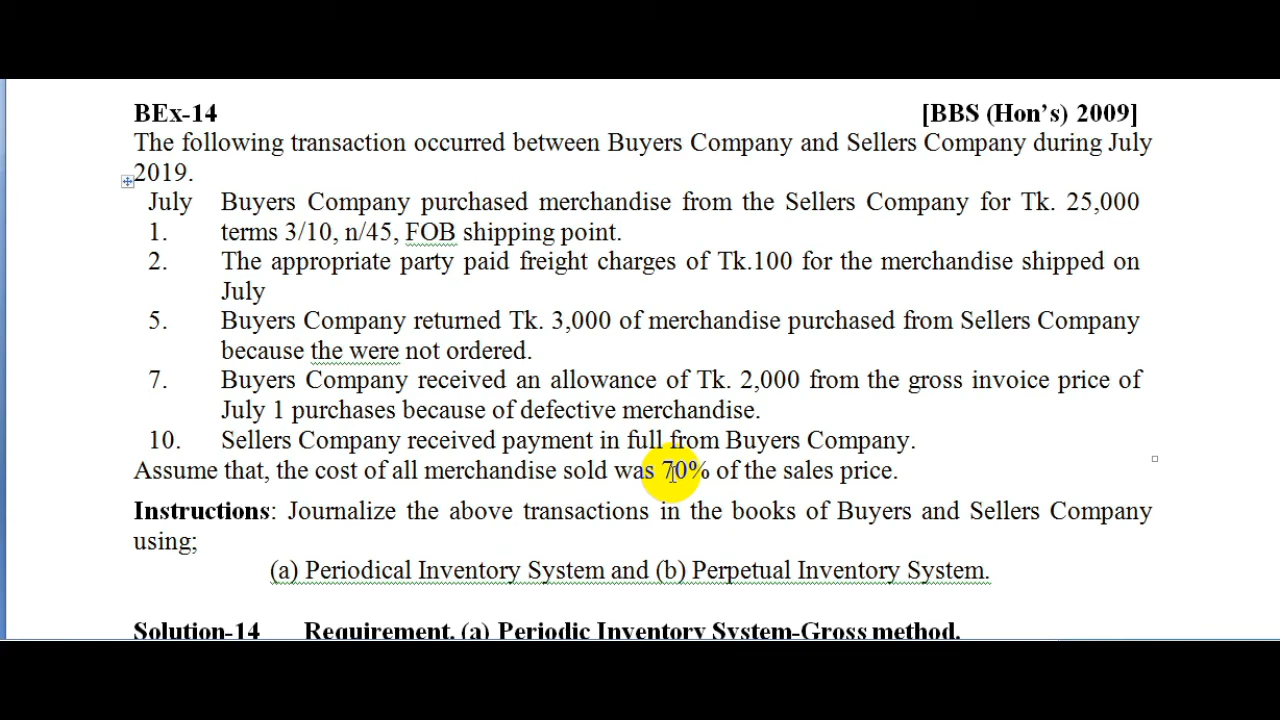 BEx-14 [BBS (Hon's) 2009]
The following transaction occurred between Buyers Company and Sellers Company during July
2019.
July Buyers Company purchased merchandise from the Sellers Company for Tk. 25,000
1. terms 3/10, n/45, FOB shipping point.
2. The appropriate party paid freight charges of Tk.100 for the merchandise shipped on
July
5. Buyers Company returned Tk. 3,000 of merchandise purchased from Sellers Company
because the were not ordered.
7. Buyers Company received an allowance of Tk. 2,000 from the gross invoice price of
July 1 purchases because of defective merchandise.
10. Sellers Company received payment in full from Buyers Company.
Assume that, the cost of all merchandise sold was 70% of the sales price.
Instructions: Journalize the above transactions in the books of Buyers and Sellers Company
using;
(a) Periodical Inventory System and (b) Perpetual Inventory System.
Solution-14 Requirement. (a) Periodic Inventory System-Gross method.